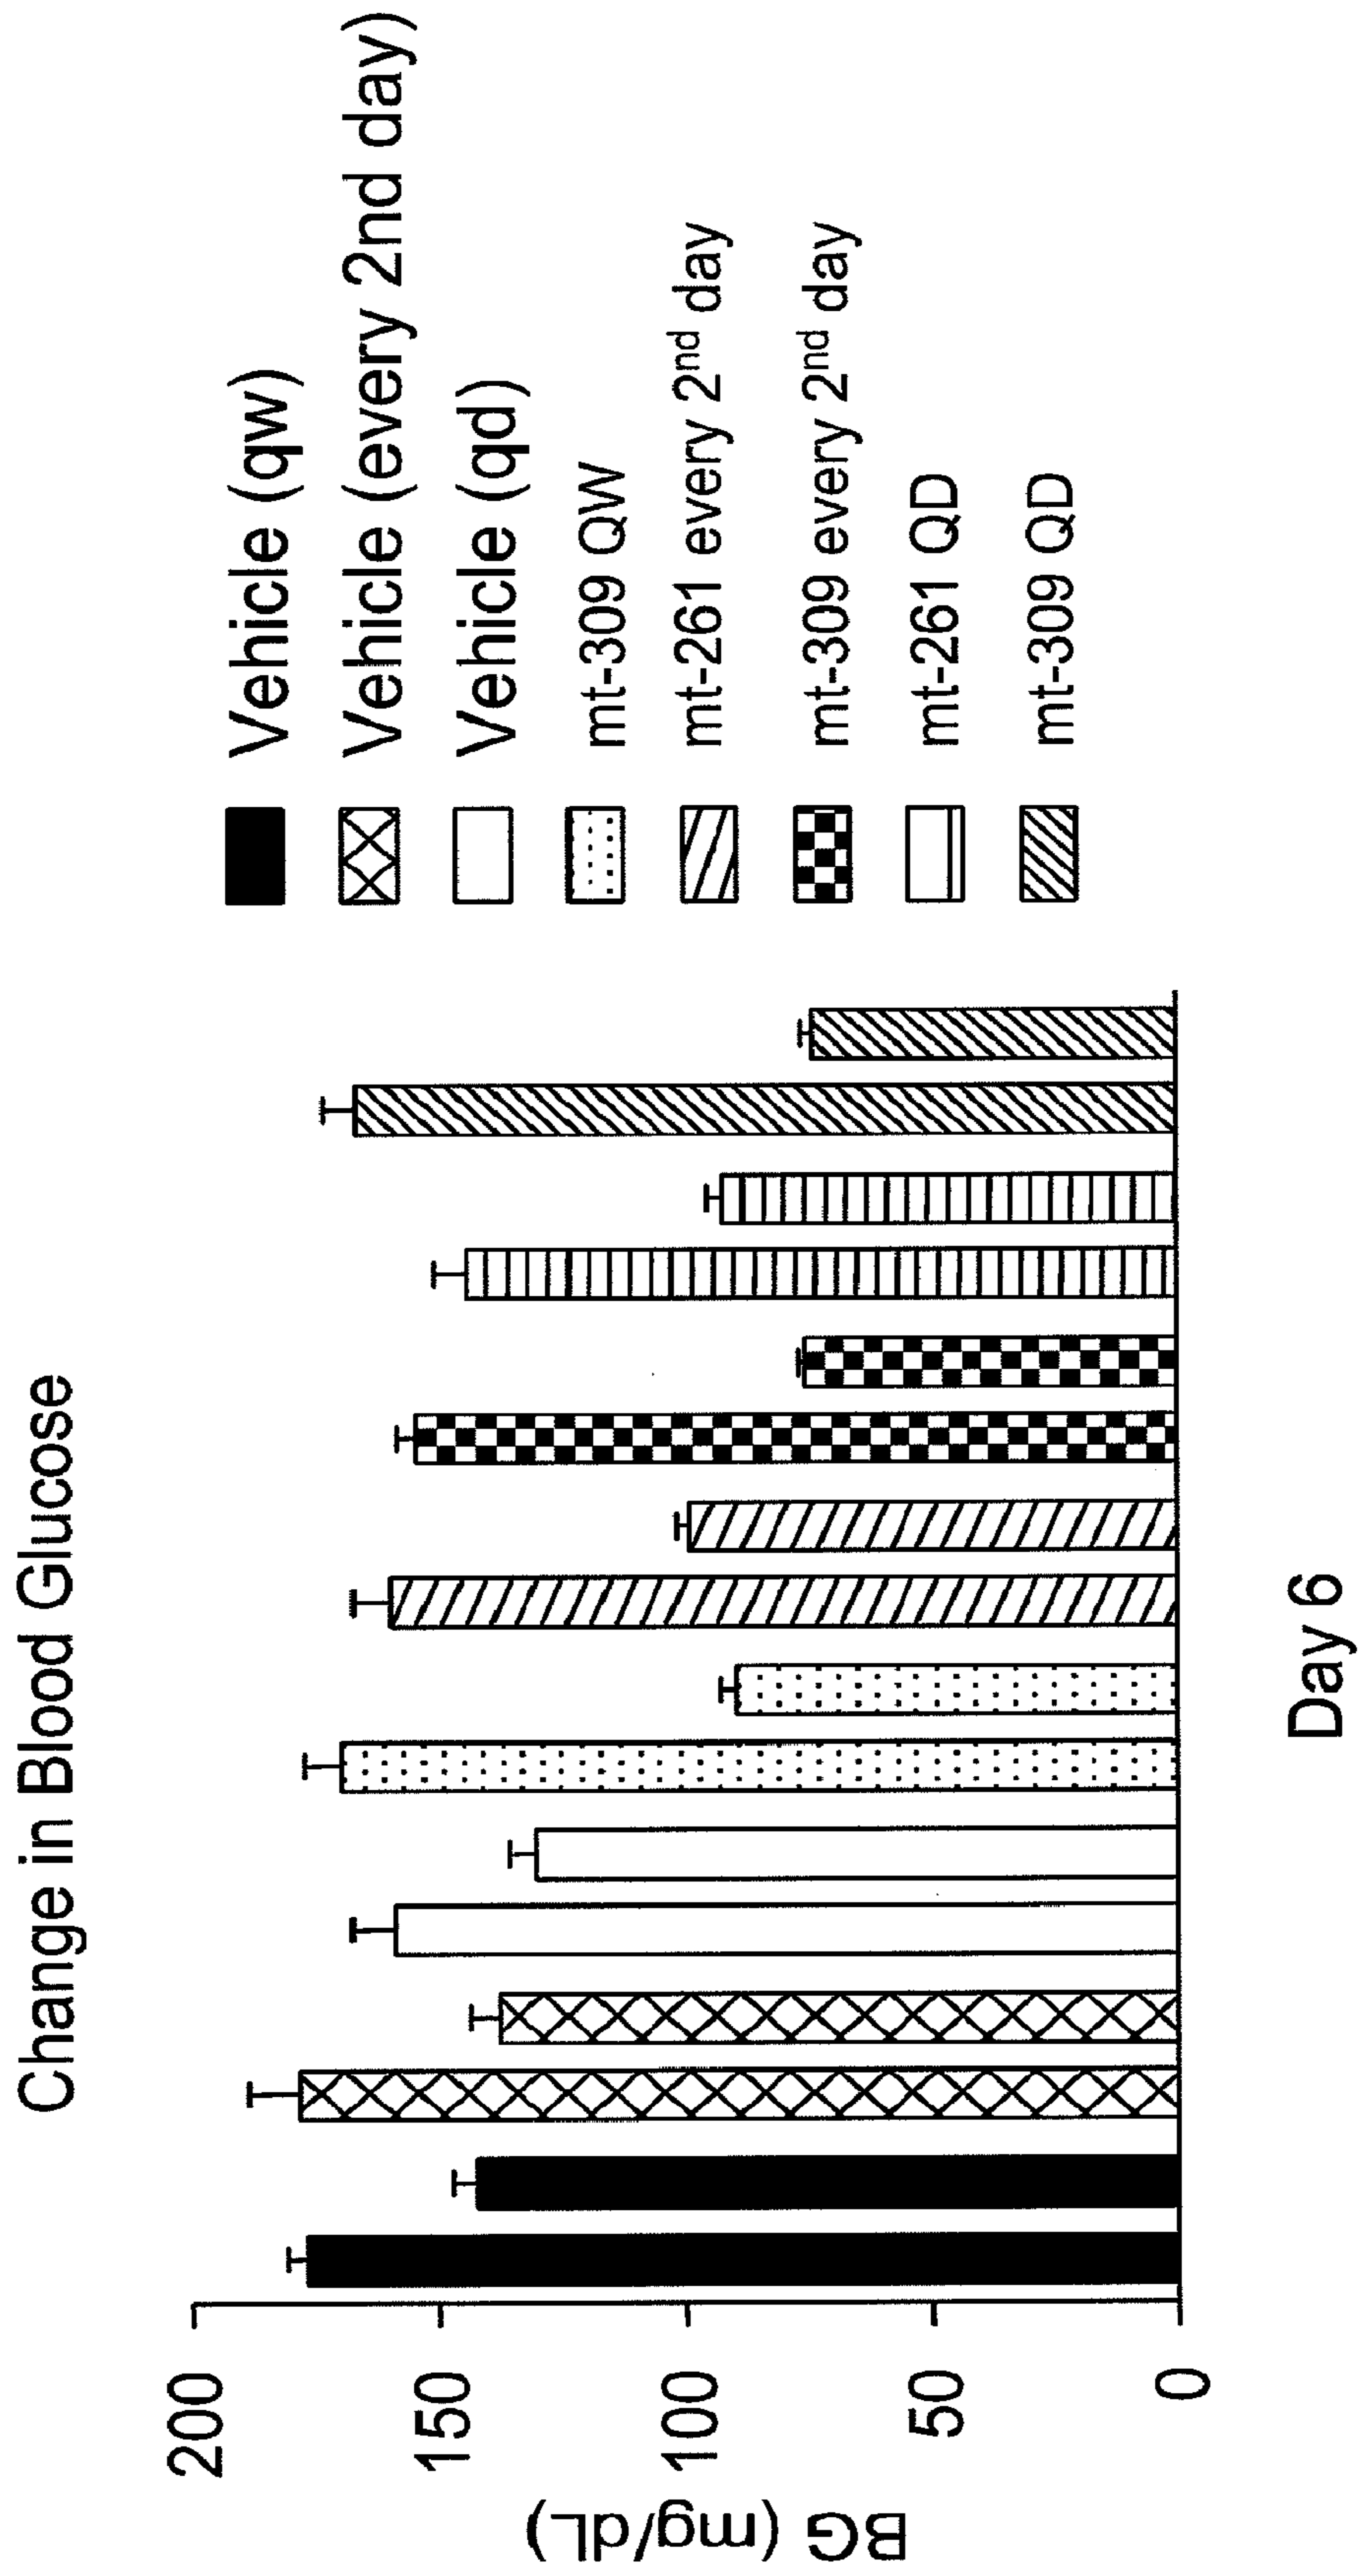 Change in Blood Glucose
BG (mg/dL)
200
150
100
50
0
Day 6
Vehicle (qw)
Vehicle (every 2nd day)
Vehicle (qd)
mt-309 QW
mt-261 every 2nd day
mt-309 every 2nd day
mt-261 QD
mt-309 QD